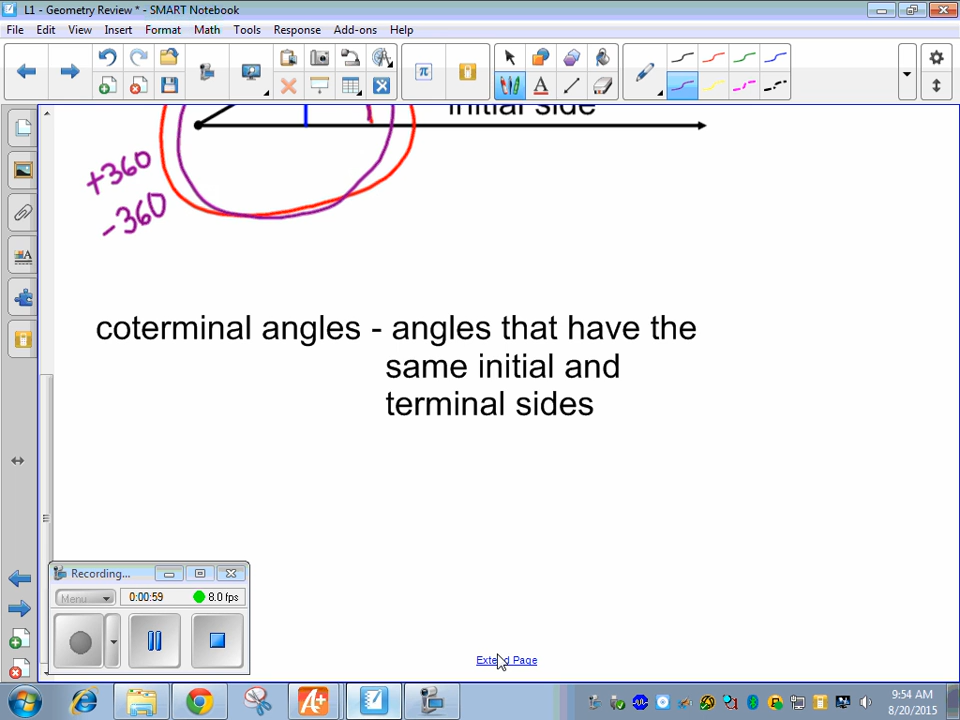 L1 - Geometry Review * - SMART Notebook
File Edit View Insert Format Math Tools Response Add-ons Help
initial side
+360
-360
coterminal angles - angles that have the
same initial and
terminal sides
Recording...
Menu 0:00:59 8.0 fps
Extend Page
9:54 AM
8/20/2015